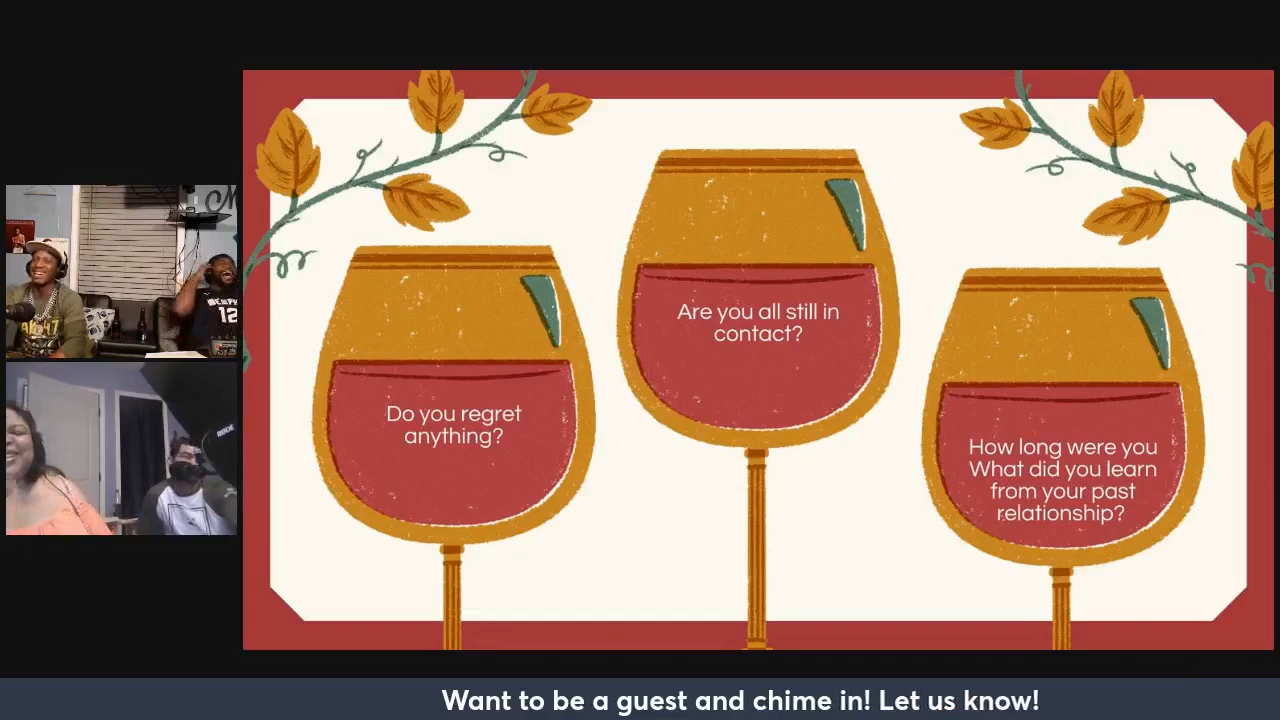 Do you regret
anything?
Are you all still in
contact?
How long were you
What did you learn
from your past
relationship?
12
Want to be a guest and chime in! Let us know!